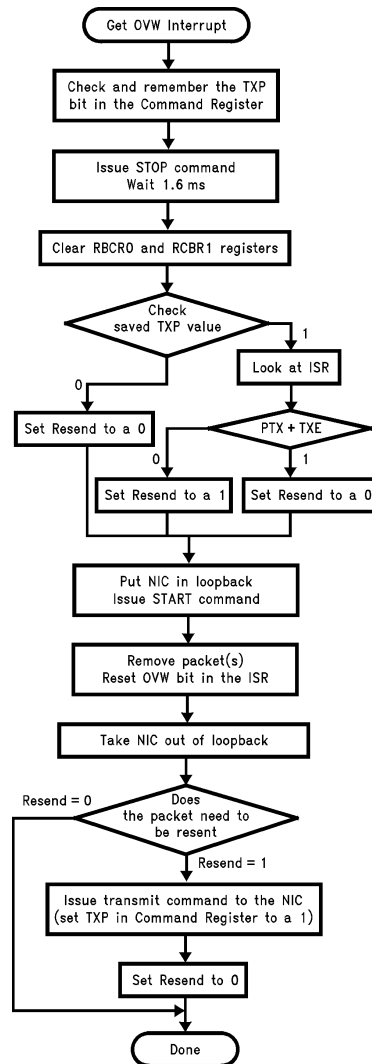 Get OVW Interrupt
Check and remember the TXP
bit in the Command Register
Issue STOP command
Wait 1.6 ms
Clear RBCR0 and RCBR1 registers
Check
saved TXP value
1
Look at ISR
0
Set Resend to a 0
PTX + TXE
0
1
Set Resend to a 1
Set Resend to a 0
Put NIC in loopback
Issue START command
Remove packet(s)
Reset OVW bit in the ISR
Take NIC out of loopback
Resend = 0
Does
the packet need to
be resent
Resend = 1
Issue transmit command to the NIC
(set TXP in Command Register to a 1)
Set Resend to 0
Done